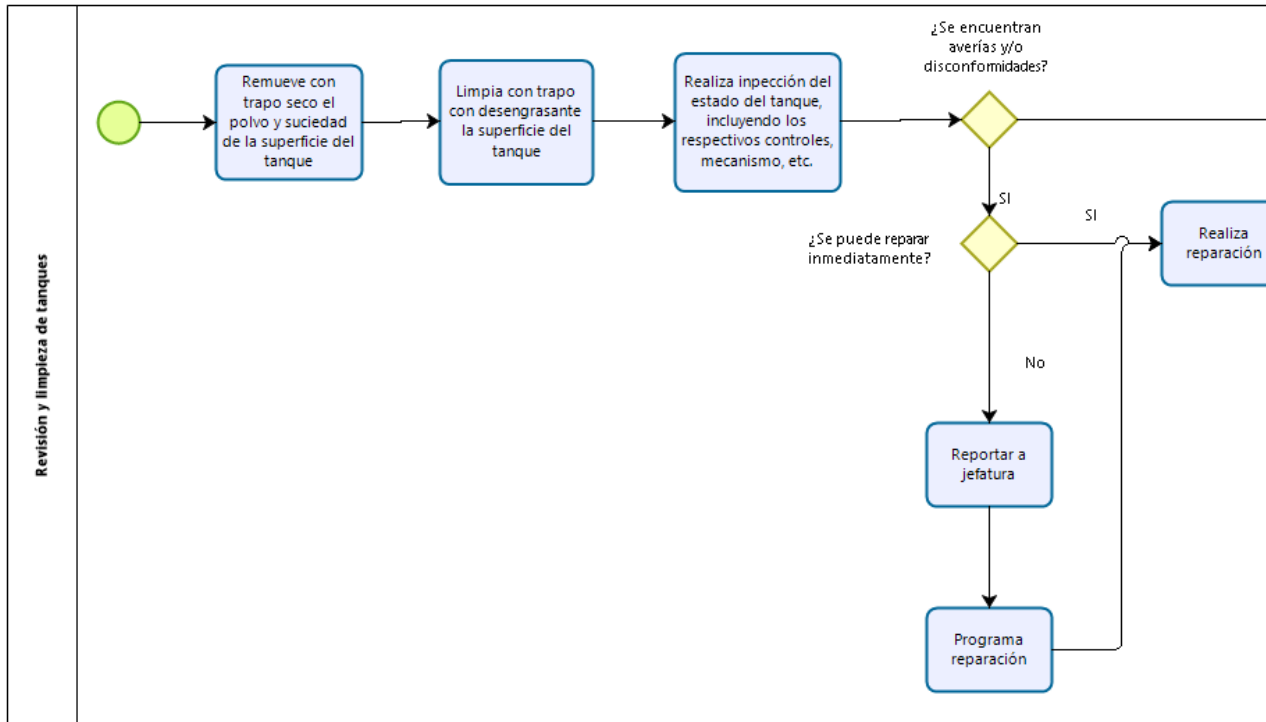 Revisión y limpieza de tanques
Remueve con
trapo seco el
polvo y suciedad
de la superficie del
tanque
Limpia con trapo
con desengrasante
la superficie del
tanque
Realiza inpección del
estado del tanque,
incluyendo los
respectivos controles,
mecanismo, etc.
¿Se encuentran
averías y/o
disconformidades?
SI
¿Se puede reparar
inmediatamente?
SI
Realiza
reparación
No
Reportar a
jefatura
Programa
reparación